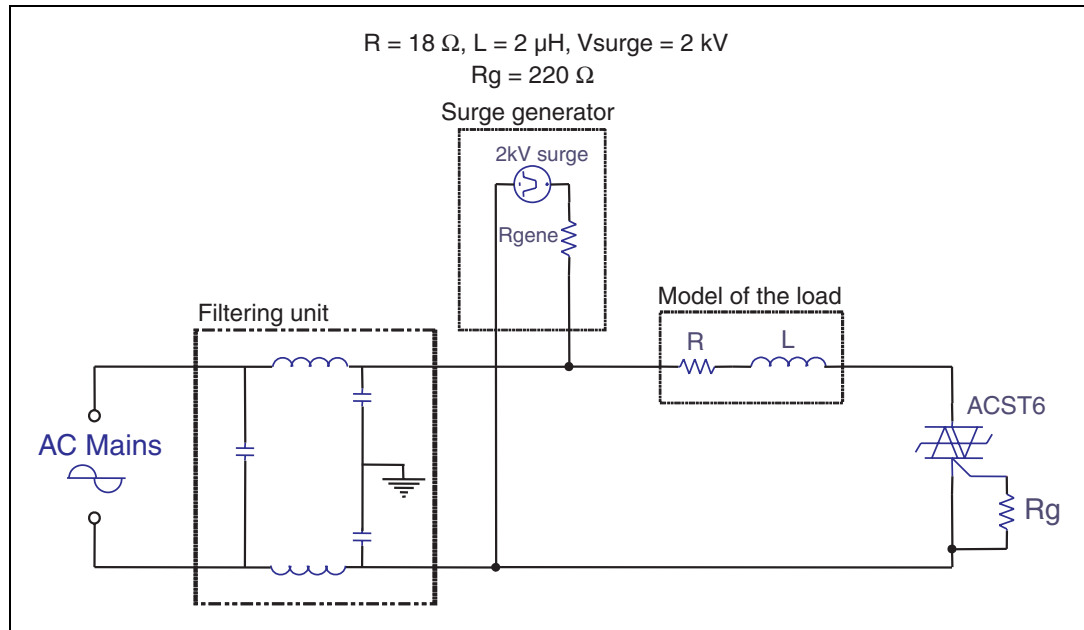 R = 18 Ω, L = 2 µH, Vsurge = 2 kV
Rg = 220 Ω
Surge generator
2kV surge
Rgene
Model of the load
R
L
Filtering unit
ACST6
AC Mains
Rg